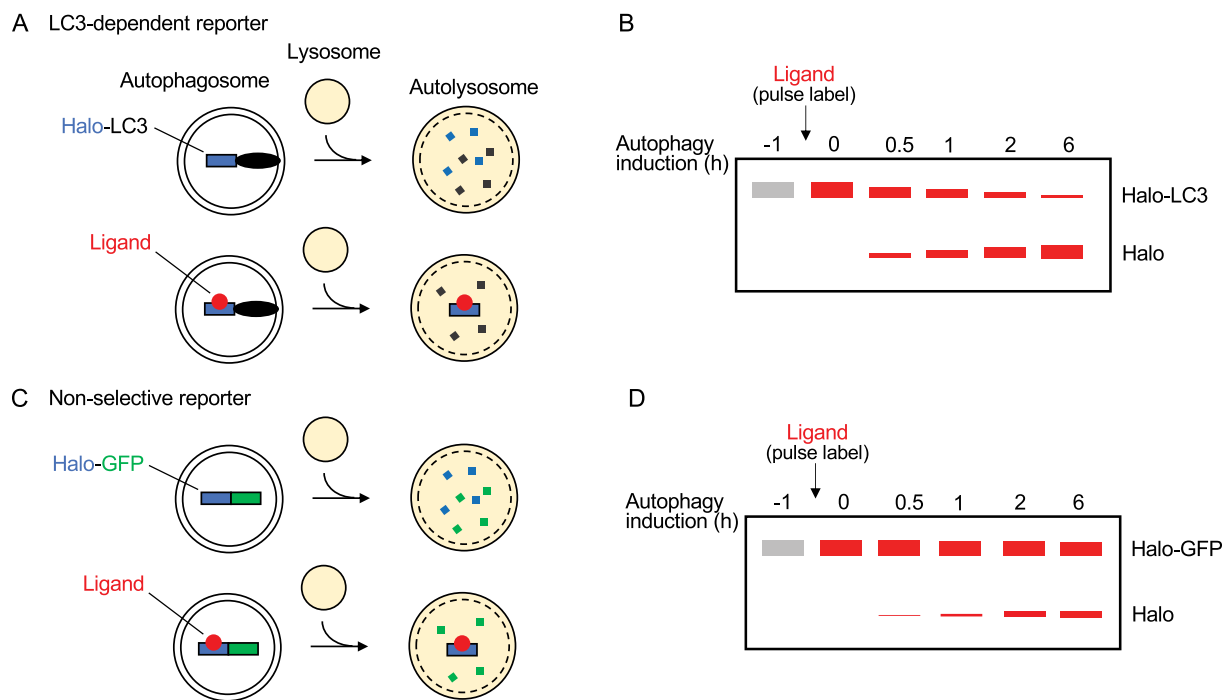 A LC3-dependent reporter
Lysosome
Autophagosome
Autolysosome
Halo-LC3
Ligand
B
Ligand
(pulse label)
Autophagy
induction (h)
-1 0 0.5 1 2 6
Halo-LC3
Halo
C Non-selective reporter
Halo-GFP
Ligand
D
Ligand
(pulse label)
Autophagy
induction (h)
-1 0 0.5 1 2 6
Halo-GFP
Halo